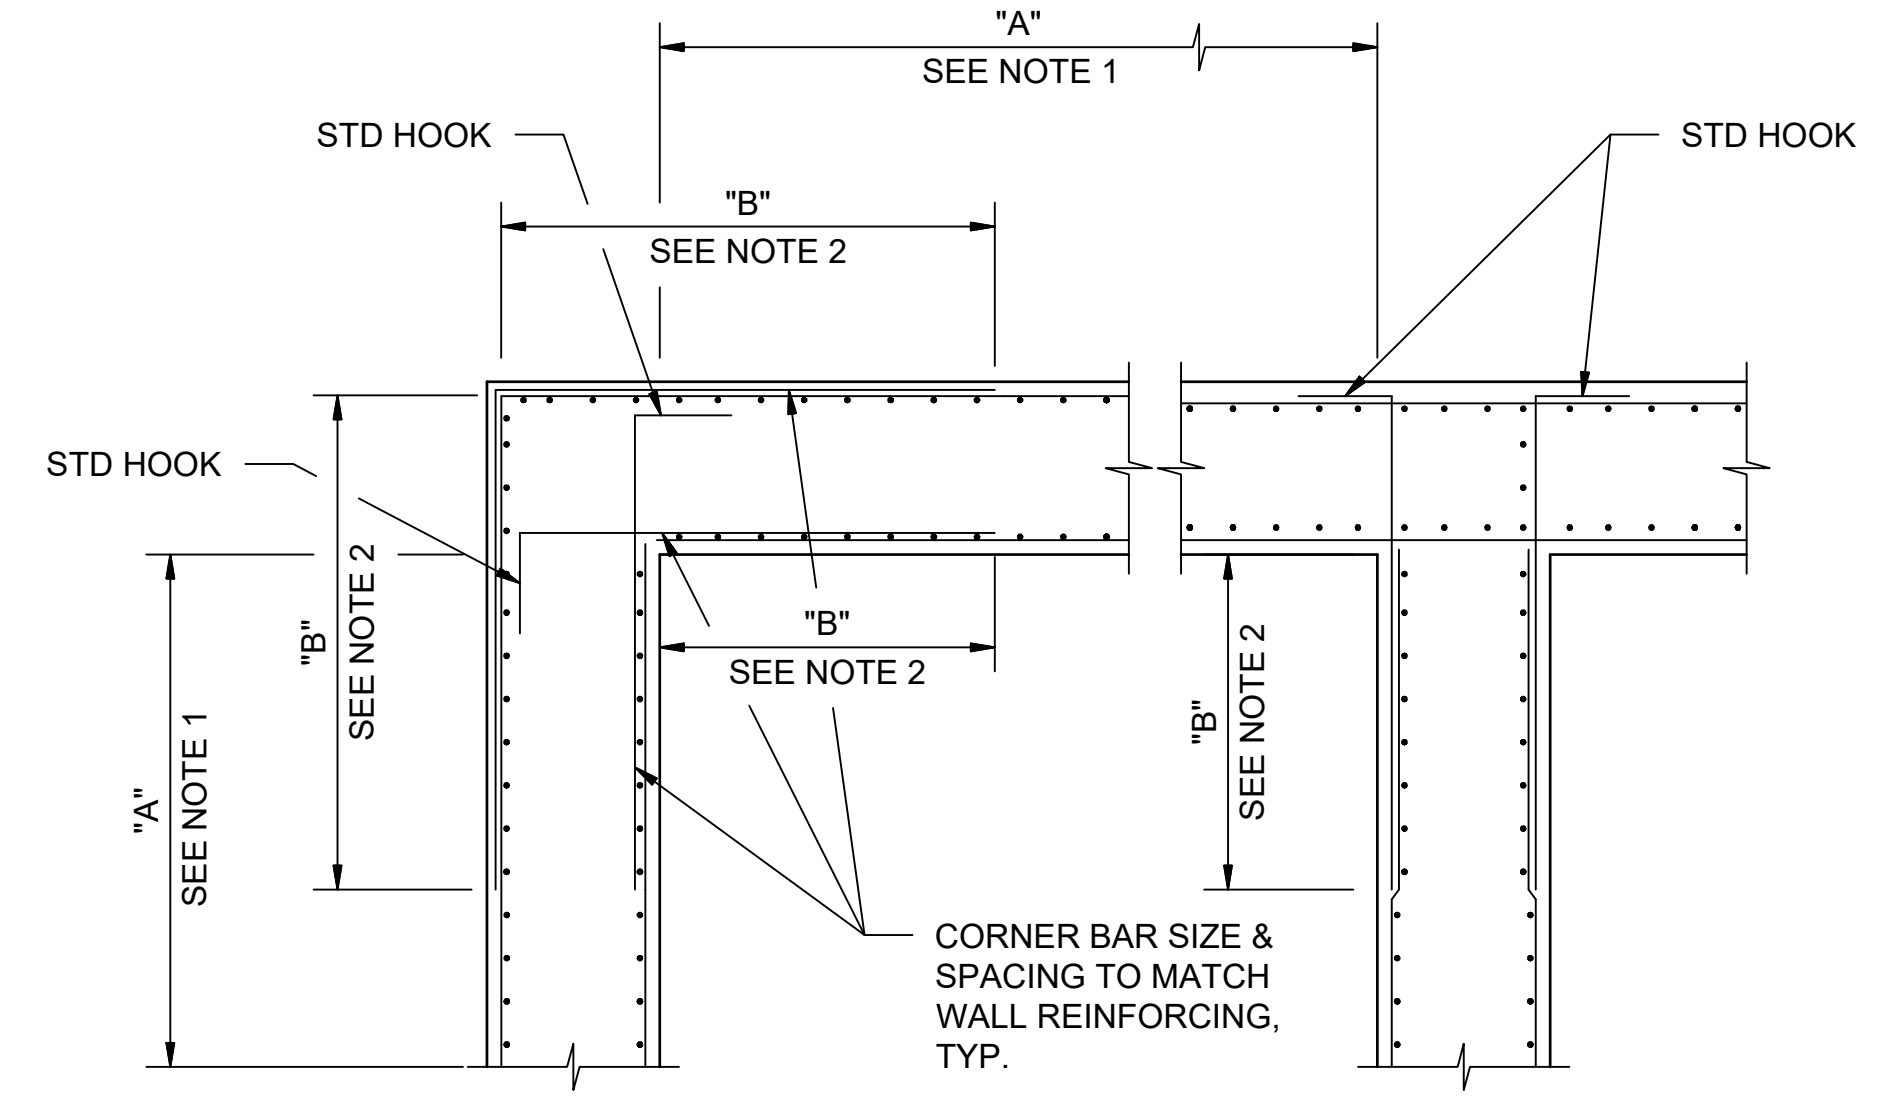 "A"
SEE NOTE 1
STD HOOK
STD HOOK
"B"
SEE NOTE 2
STD HOOK
"B"
SEE NOTE 2
"A"
SEE NOTE 1
"B"
SEE NOTE 2
"B"
SEE NOTE 2
CORNER BAR SIZE &
SPACING TO MATCH
WALL REINFORCING,
TYP.